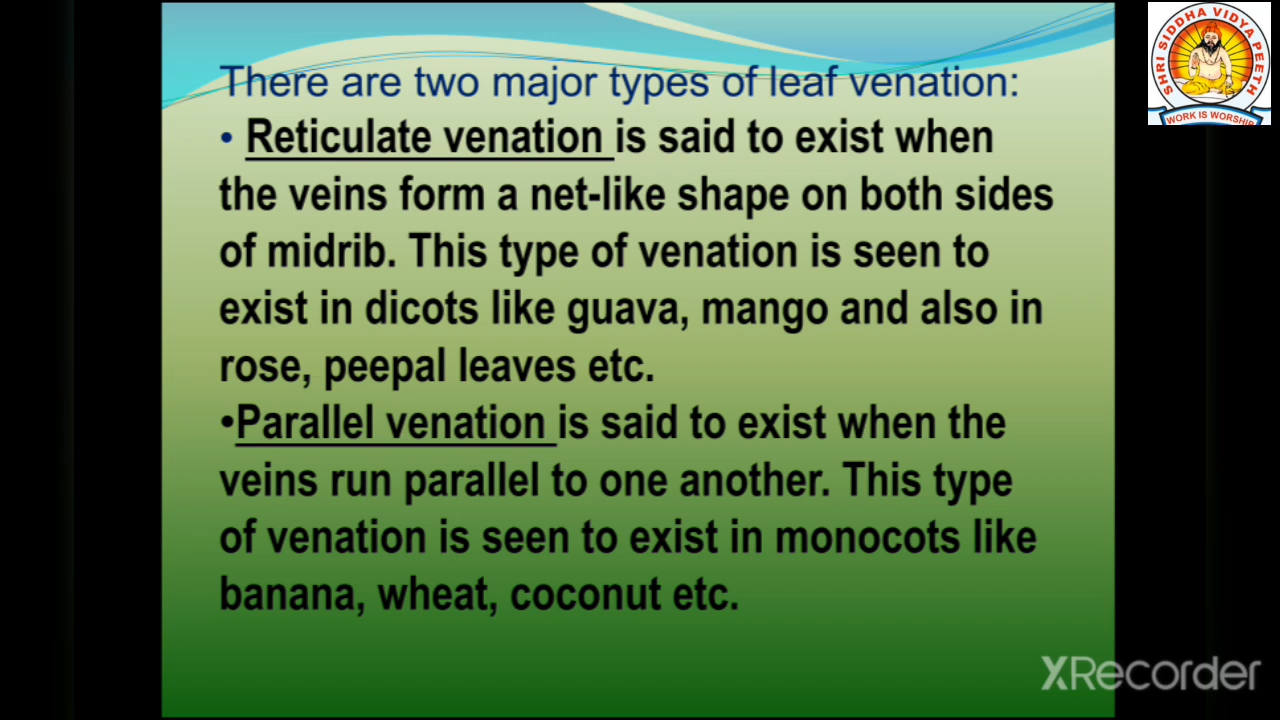 There are two major types of leaf venation:
• Reticulate venation is said to exist when
the veins form a net-like shape on both sides
of midrib. This type of venation is seen to
exist in dicots like guava, mango and also in
rose, peepal leaves etc.
•Parallel venation is said to exist when the
veins run parallel to one another. This type
of venation is seen to exist in monocots like
banana, wheat, coconut etc.
SHRI SIDDHA VIDYA PEETH
WORK IS WORSHIP
XRecorder